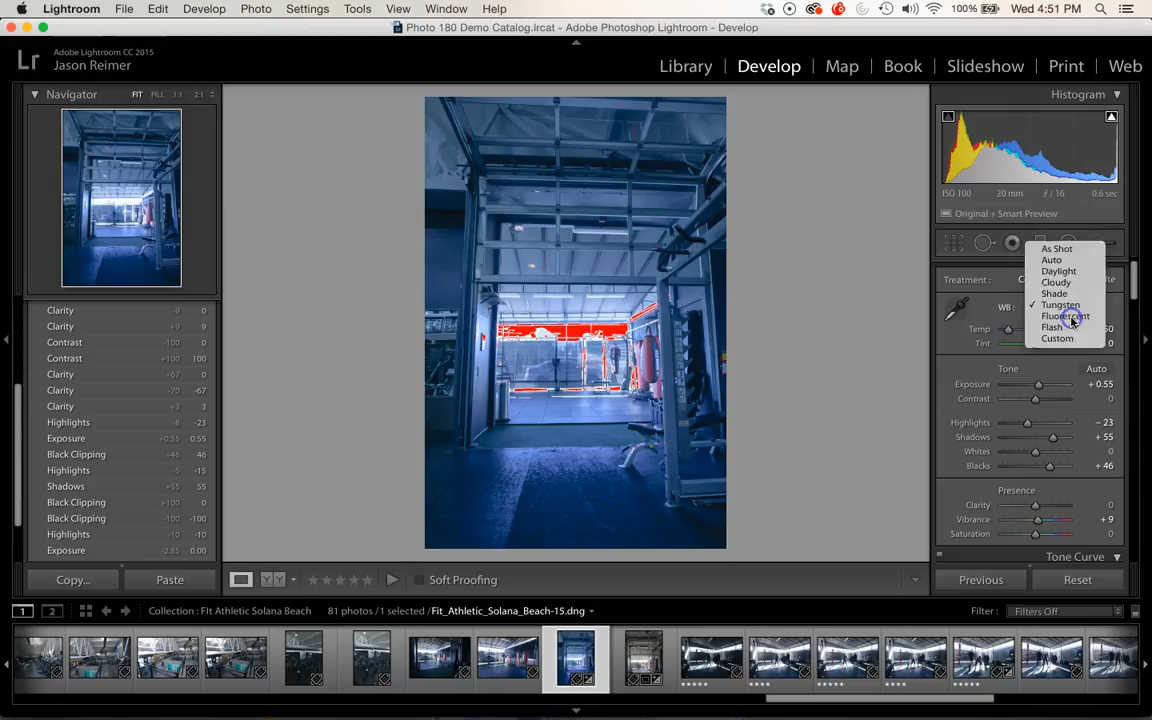 Lightroom File Edit Develop Photo Settings Tools View Window Help 100% Wed 4:51 PM
Photo 180 Demo Catalog.lrcat - Adobe Photoshop Lightroom - Develop
Lr Adobe Lightroom CC 2015
Jason Reimer
Library | Develop | Map | Book | Slideshow | Print | Web
Navigator FIT FILL 1:1 2:1
Histogram
ISO 100 20 mm f / 16 0.6 sec
Original + Smart Preview
As Shot
Auto
Daylight
Cloudy
Shade
Tungsten
Fluorescent
Flash
Custom
Treatment :
WB :
Temp
Tint 0
Tone Auto
Exposure + 0.55
Contrast 0
Highlights − 23
Shadows + 55
Whites 0
Blacks + 46
Presence
Clarity 0
Vibrance + 9
Saturation 0
Tone Curve
Clarity -9 0
Clarity +9 9
Contrast -100 0
Contrast +100 100
Clarity +67 0
Clarity -70 -67
Clarity +3 3
Highlights -8 -23
Exposure +0.55 0.55
Black Clipping +46 46
Highlights -5 -15
Shadows +55 55
Black Clipping +100 0
Black Clipping -100 -100
Highlights -10 -10
Exposure -2.85 0.00
Copy... Paste
Soft Proofing
Previous Reset
1 2 Collection : FIt Athletic Solana Beach 81 photos / 1 selected / Fit_Athletic_Solana_Beach-15.dng Filter : Filters Off